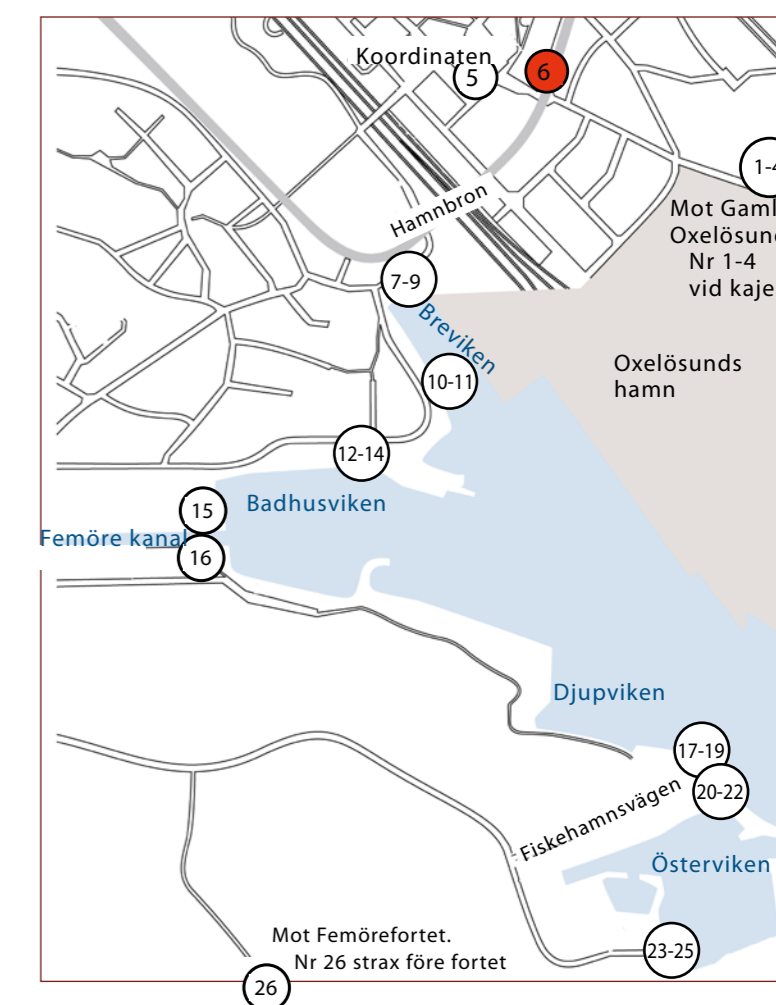 Koordinaten
5
6
1-4
Mot Gaml
Oxelösund
Nr 1-4
vid kaje
Hamnbron
7-9
Breviken
10-11
Oxelösunds
hamn
12-14
Badhusviken
15
Femöre kanal
16
Djupviken
17-19
20-22
Fiskehamnsvägen
Österviken
Mot Femörefortet.
Nr 26 strax före fortet
23-25
26